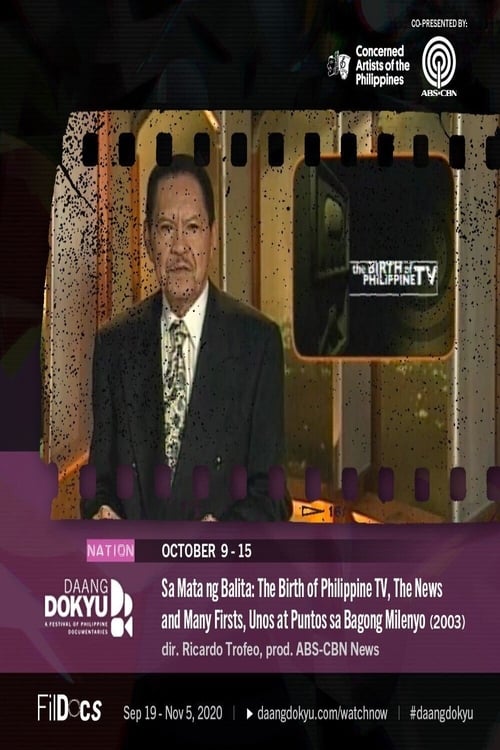 CO-PRESENTED BY:
Concerned
Artists of the
Philippines
ABS-CBN
the BIRTH of
PHILIPPINE TV
16
NATION
OCTOBER 9 - 15
DAANG
DOKYU
A FESTIVAL OF PHILIPPINE
DOCUMENTARIES
Sa Mata ng Balita: The Birth of Philippine TV, The News
and Many Firsts, Unos at Puntos sa Bagong Milenyo (2003)
dir. Ricardo Trofeo, prod. ABS-CBN News
FilDocs
Sep 19 - Nov 5, 2020 | daangdokyu.com/watchnow | #daangdokyu